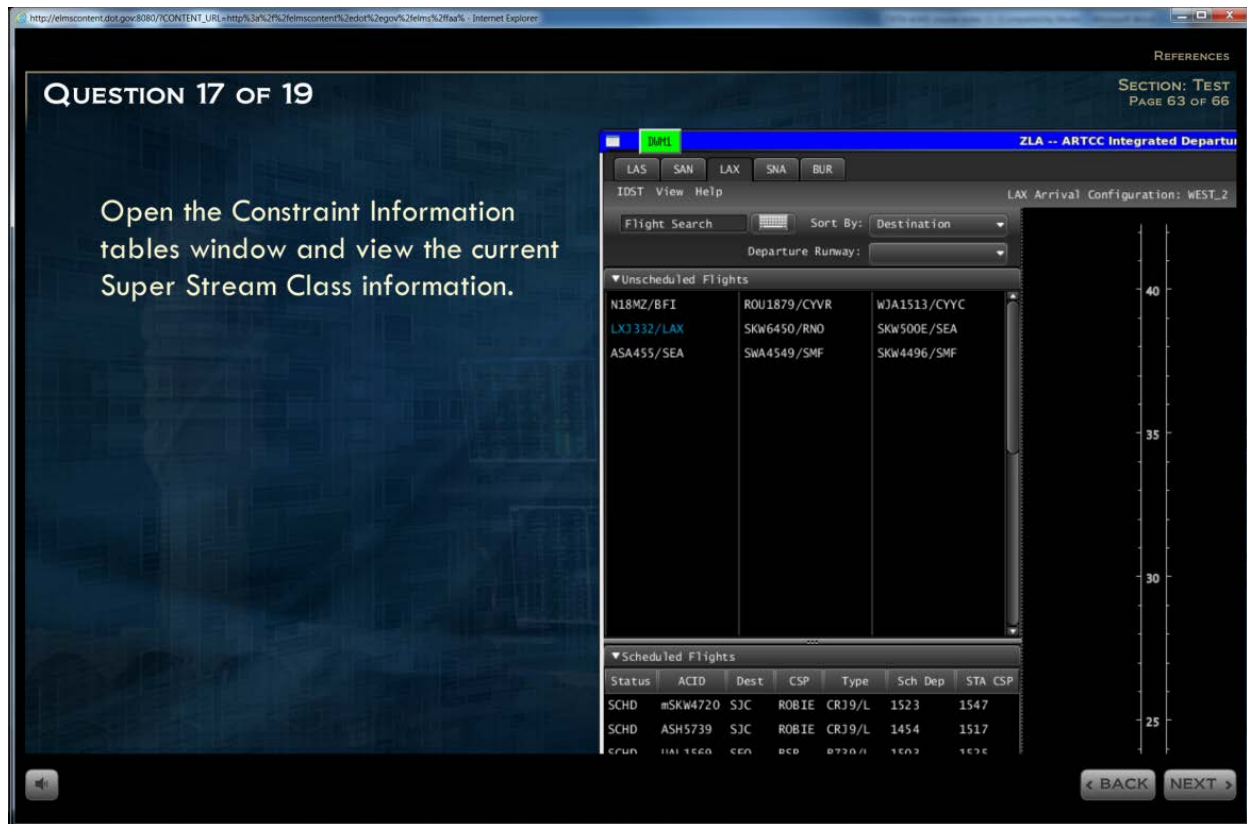 http://elmscontent.dot.gov:8080/?CONTENT_URL=http%3a%2f%2felmscontent%2edot%2egov%2felms%2ffaa% - Internet Explorer
REFERENCES
QUESTION 17 OF 19
SECTION: TEST
PAGE 63 OF 66
Open the Constraint Information
tables window and view the current
Super Stream Class information.
DWM1
ZLA -- ARTCC Integrated Departu
LAS SAN LAX SNA BUR
IDST View Help
LAX Arrival Configuration: WEST_2
Flight Search Sort By: Destination
Departure Runway:
▼Unscheduled Flights
N18MZ/BFI ROU1879/CYVR WJA1513/CYYC
LXJ332/LAX SKW6450/RNO SKW500E/SEA
ASA455/SEA SWA4549/SMF SKW4496/SMF
40
35
30
▼Scheduled Flights
Status ACID Dest CSP Type Sch Dep STA CSP
SCHD mSKW4720 SJC ROBIE CRJ9/L 1523 1547
SCHD ASH5739 SJC ROBIE CRJ9/L 1454 1517
25
SCHD UAL1569 SFO 1503 1525
< BACK NEXT >